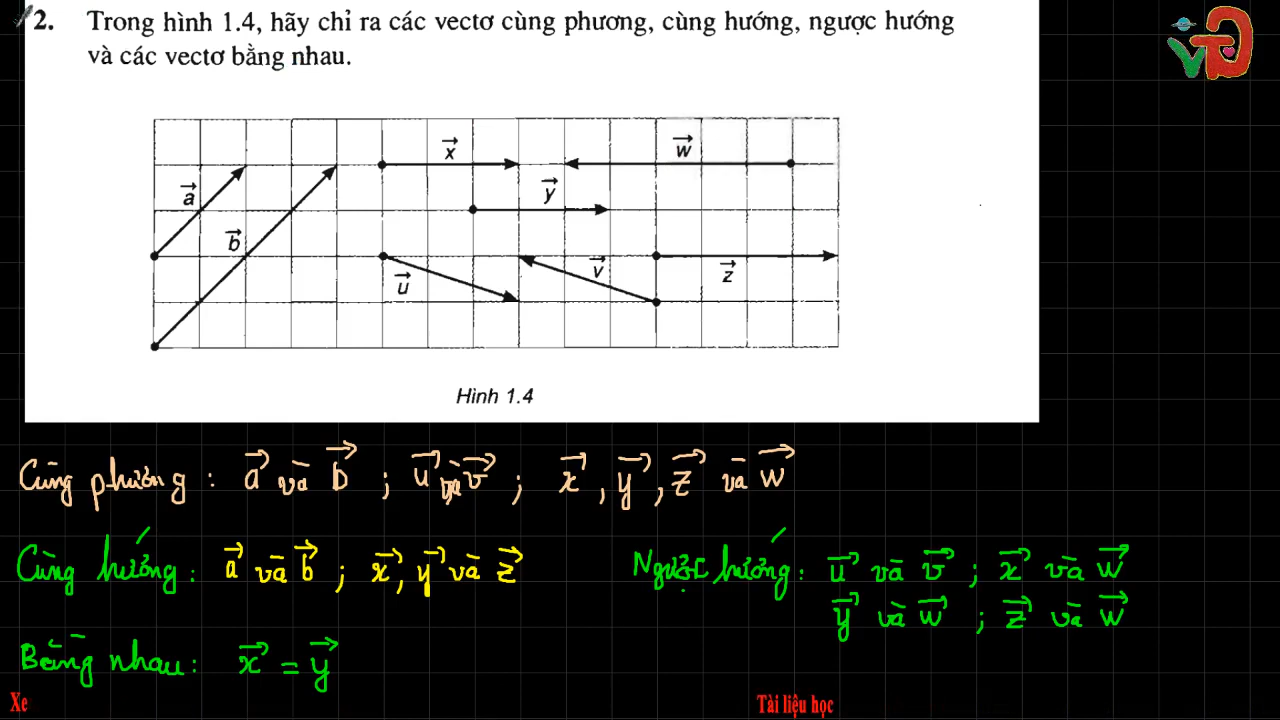 2. Trong hình 1.4, hãy chỉ ra các vectơ cùng phương, cùng hướng, ngược hướng
và các vectơ bằng nhau.
x w
a y
b
u v z
Hình 1.4
Cùng phương: a và b ; u và v ; x, y, z và w
Cùng hướng: a và b ; x, y và z
Ngược hướng: u và v ; x và w
y và w ; z và w
Bằng nhau: x = y
Xe Tài liệu học
VTD